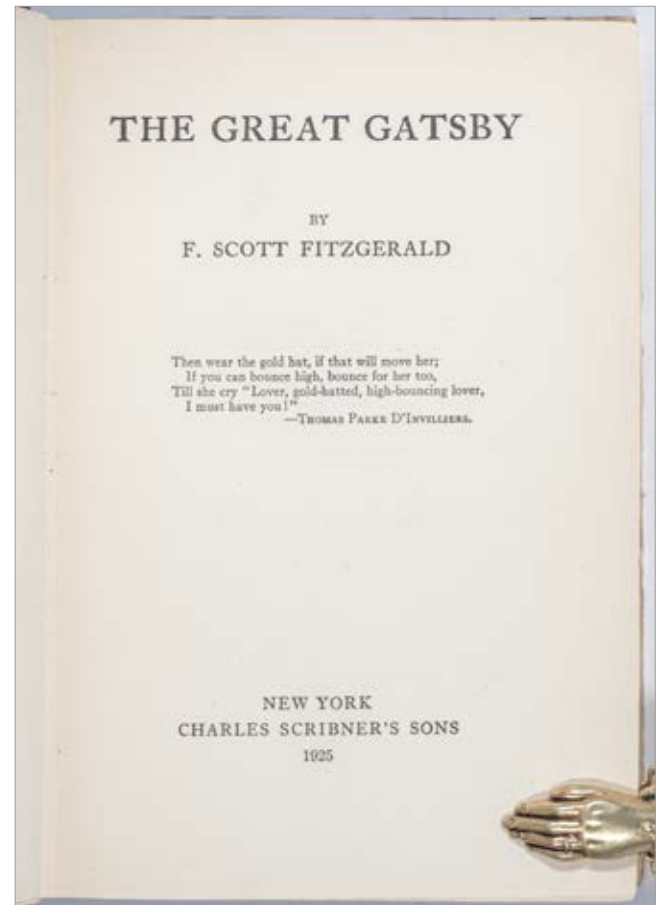 THE GREAT GATSBY
BY
F. SCOTT FITZGERALD
Then wear the gold hat, if that will move her;
If you can bounce high, bounce for her too,
Till she cry "Lover, gold-hatted, high-bouncing lover,
I must have you!"
—THOMAS PARKE D'INVILLIERS.
NEW YORK
CHARLES SCRIBNER'S SONS
1925